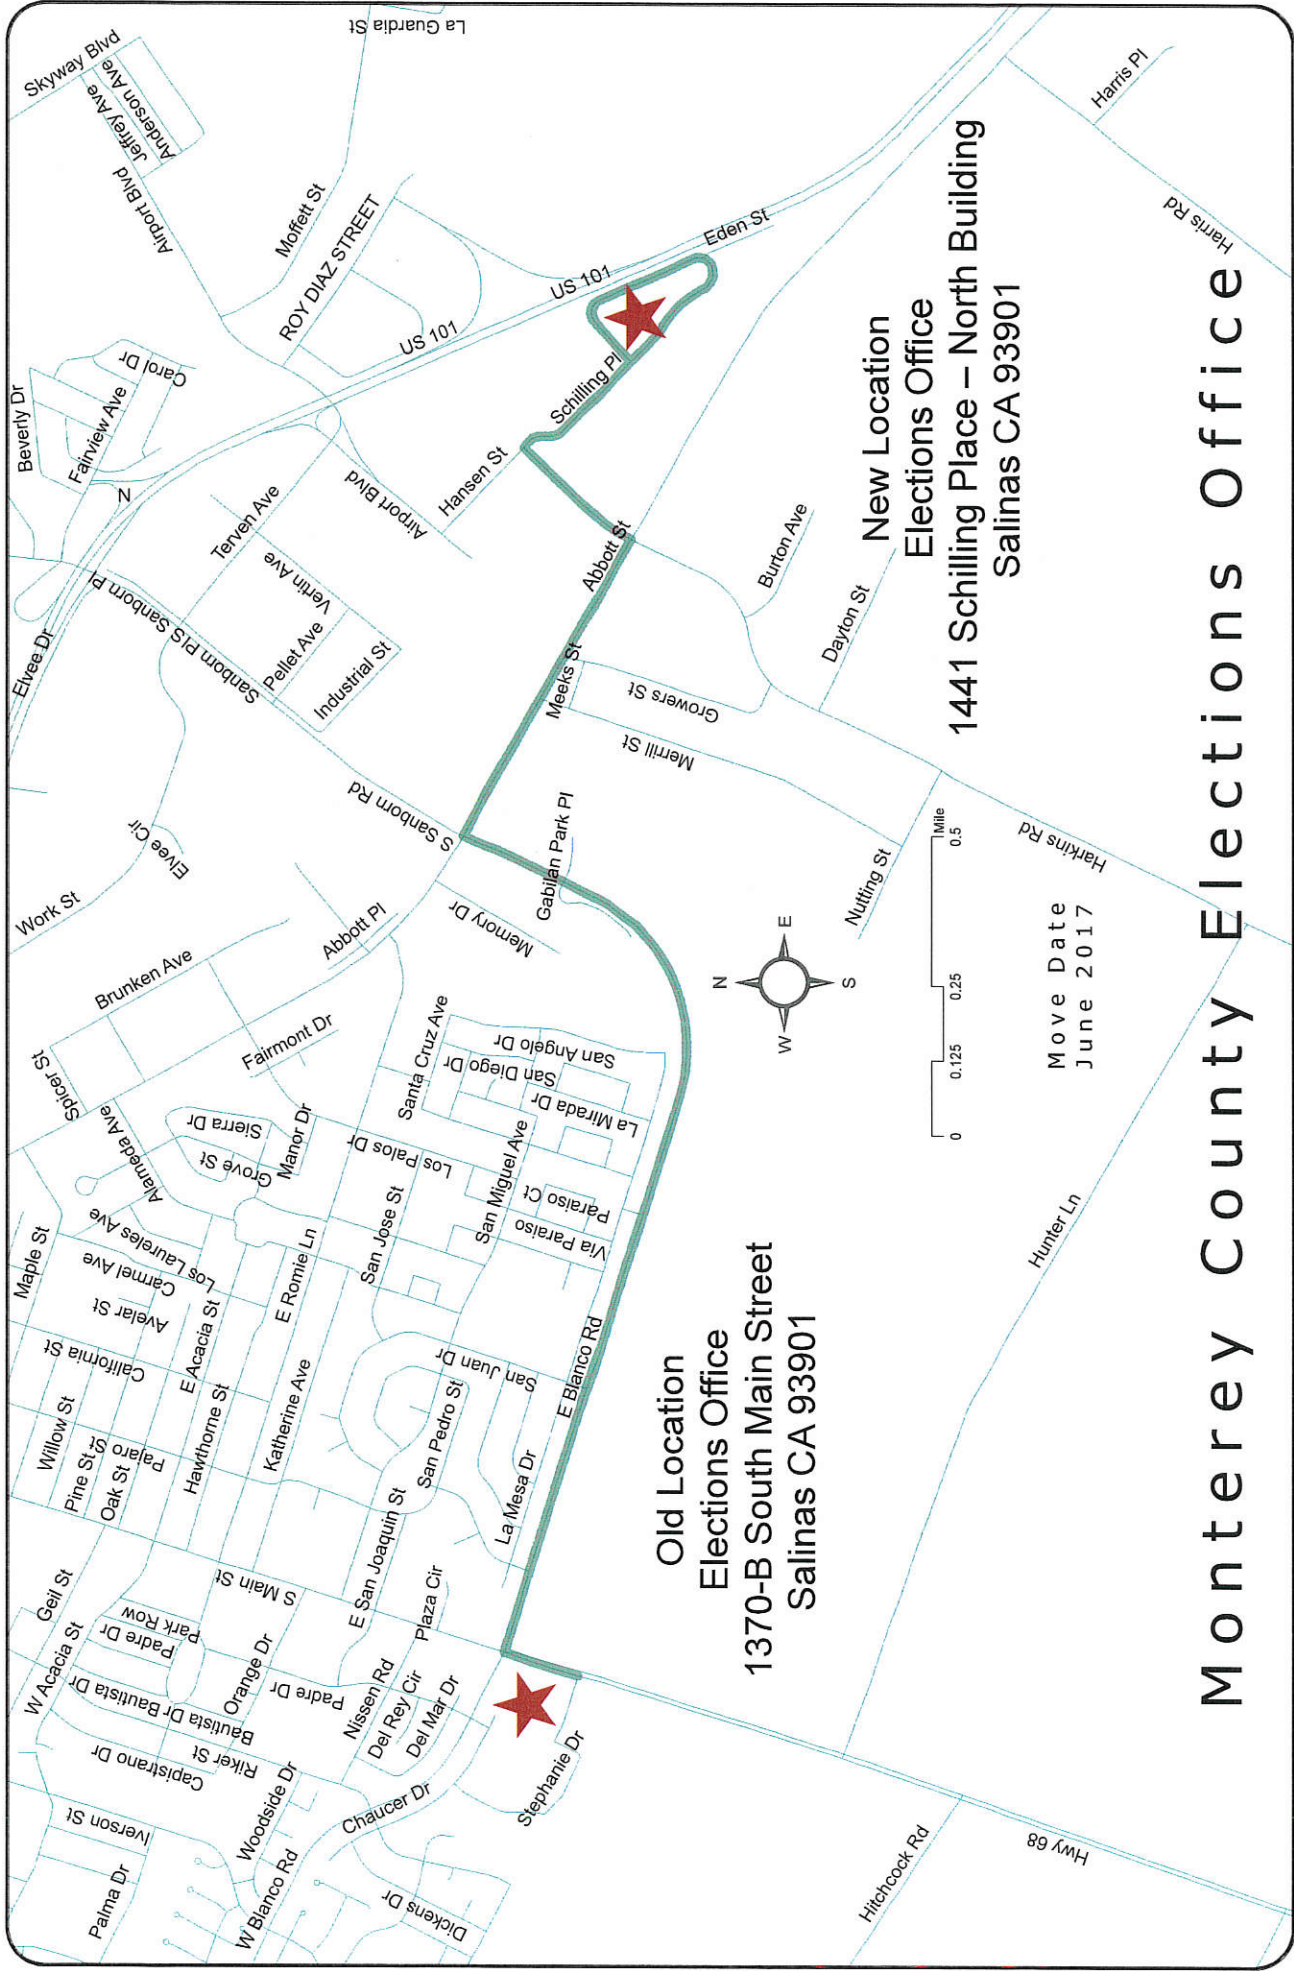 Skyway Blvd
Jeffrey Ave
Anderson Ave
Airport Blvd
La Guardia St
Moffett St
ROY DIAZ STREET
US 101
US 101
Eden St
Harris Pl
Harris Rd
Beverly Dr
Carol Dr
Fairview Ave
N
Elvee Dr
Sanborn Pl
S Sanborn Pl
Sanborn
Terven Ave
Vertin Ave
Pellet Ave
Industrial St
Airport Blvd
Hansen St
Schilling Pl
Abbott St
Burton Ave
Dayton St
Meeks St
Growers St
Merrill St
S Sanborn Rd
Elvee Cir
Work St
Gabilan Park Pl
Memory Dr
Abbott Pl
Nutting St
Harkins Rd
Brunken Ave
Fairmont Dr
Spicer St
Alameda Ave
Sierra Dr
Grove St
Manor Dr
Santa Cruz Ave
San Angelo Dr
San Diego Dr
La Mirada Dr
Los Palos Dr
San Miguel Ave
Paraiso Ct
Via Paraiso
San Jose St
E Romie Ln
Los Laureles Ave
Carmel Ave
Avelar St
Maple St
California St
E Acacia St
Hawthorne St
Katherine Ave
Willow St
Pine St
Oak St
Pajaro St
San Juan Dr
San Pedro St
E Blanco Rd
La Mesa Dr
E San Joaquin St
S Main St
Plaza Cir
Geil St
W Acacia St
Park Row
Padre Dr
Bautista Dr
Bautista Dr
Orange Dr
Padre Dr
Nissen Rd
Del Rey Cir
Del Mar Dr
Riker St
Capistrano Dr
Woodside Dr
Chaucer Dr
Stephanie Dr
Iverson St
Palma Dr
W Blanco Rd
Dickens Dr
Hitchcock Rd
Hwy 68
Hunter Ln
New Location
Elections Office
1441 Schilling Place – North Building
Salinas CA 93901
Old Location
Elections Office
1370-B South Main Street
Salinas CA 93901
N
W
E
S
0
0.125
0.25
0.5
Mile
Move Date
June 2017
Monterey County Elections Office